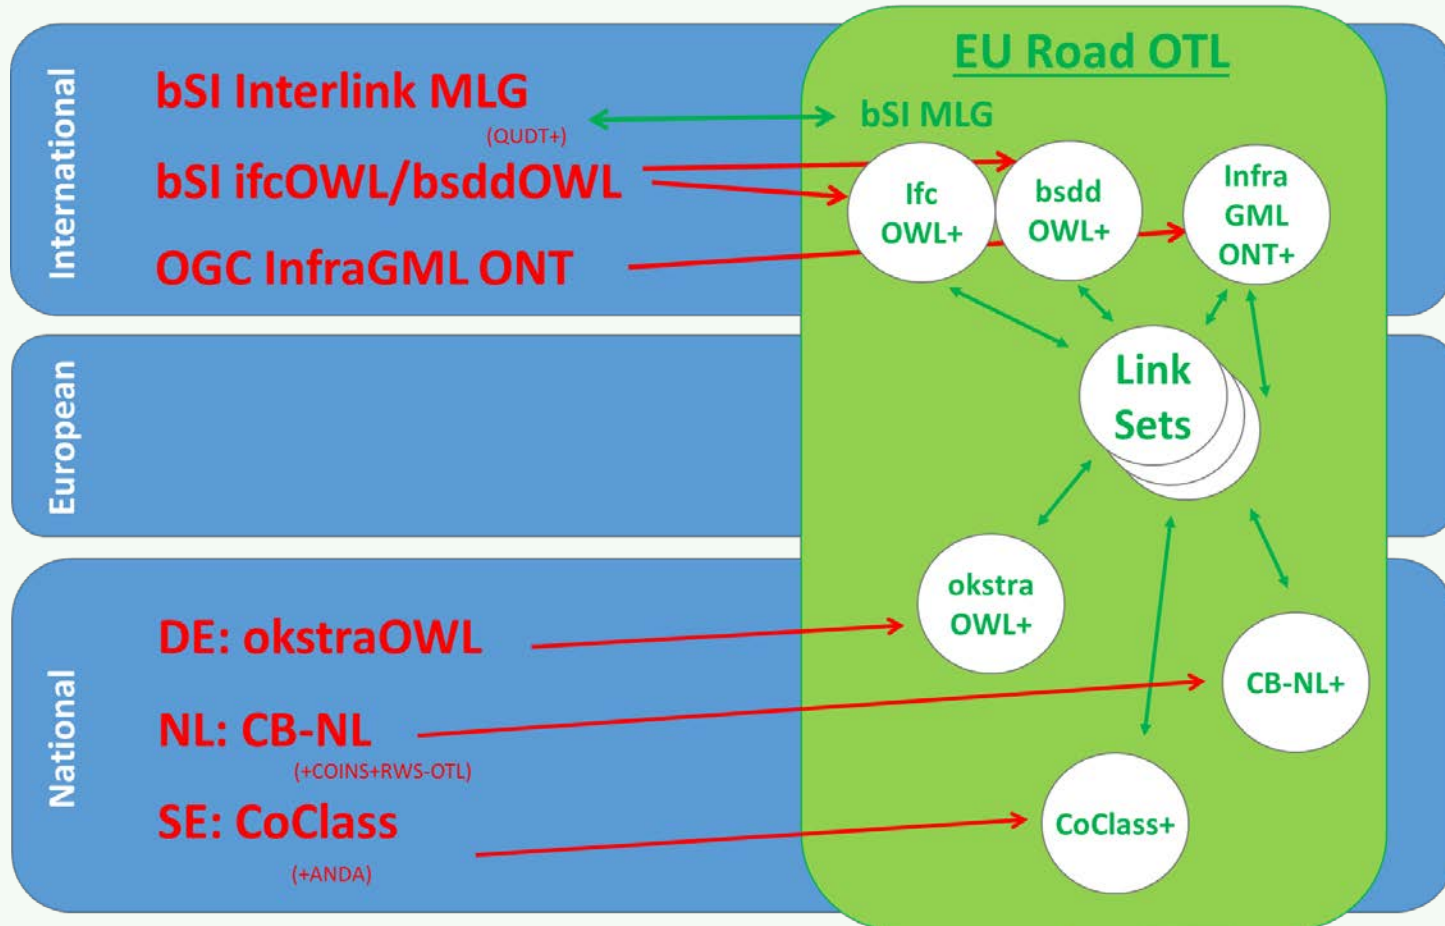 International
bSI Interlink MLG
(QUDT+)
bSI ifcOWL/bsddOWL
OGC InfraGML ONT
European
National
DE: okstraOWL
NL: CB-NL
(+COINS+RWS-OTL)
SE: CoClass
(+ANDA)
EU Road OTL
bSI MLG
Ifc
OWL+
bsdd
OWL+
Infra
GML
ONT+
Link
Sets
okstra
OWL+
CB-NL+
CoClass+